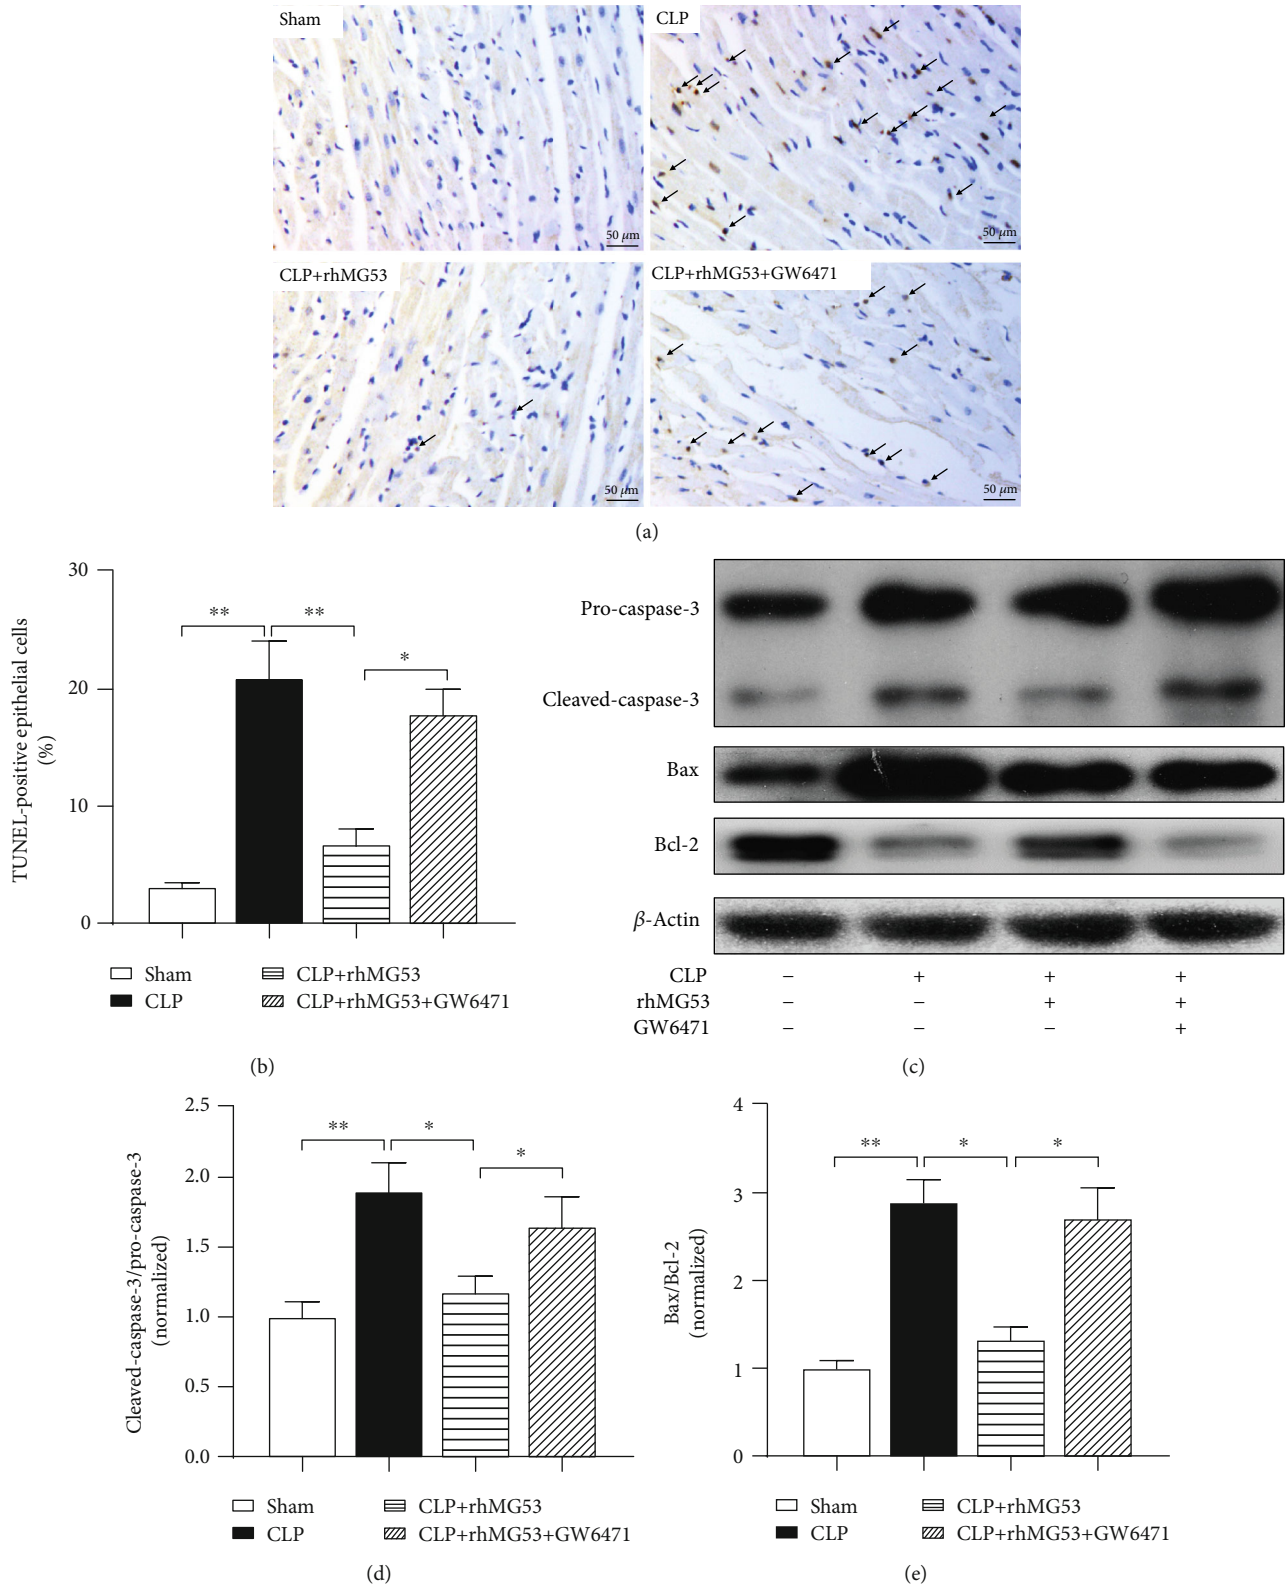 Sham
CLP
50 μm
50 μm
CLP+rhMG53
CLP+rhMG53+GW6471
50 μm
50 μm
(a)
TUNEL-positive epithelial cells
(%)
30
20
10
0
**
**
*
Sham
CLP+rhMG53
CLP
CLP+rhMG53+GW6471
(b)
Pro-caspase-3
Cleaved-caspase-3
Bax
Bcl-2
β-Actin
CLP − + + +
rhMG53 − − + +
GW6471 − − − +
(c)
Cleaved-caspase-3/pro-caspase-3
(normalized)
2.5
2.0
1.5
1.0
0.5
0.0
**
*
*
Sham
CLP+rhMG53
CLP
CLP+rhMG53+GW6471
(d)
Bax/Bcl-2
(normalized)
4
3
2
1
0
**
*
*
Sham
CLP+rhMG53
CLP
CLP+rhMG53+GW6471
(e)